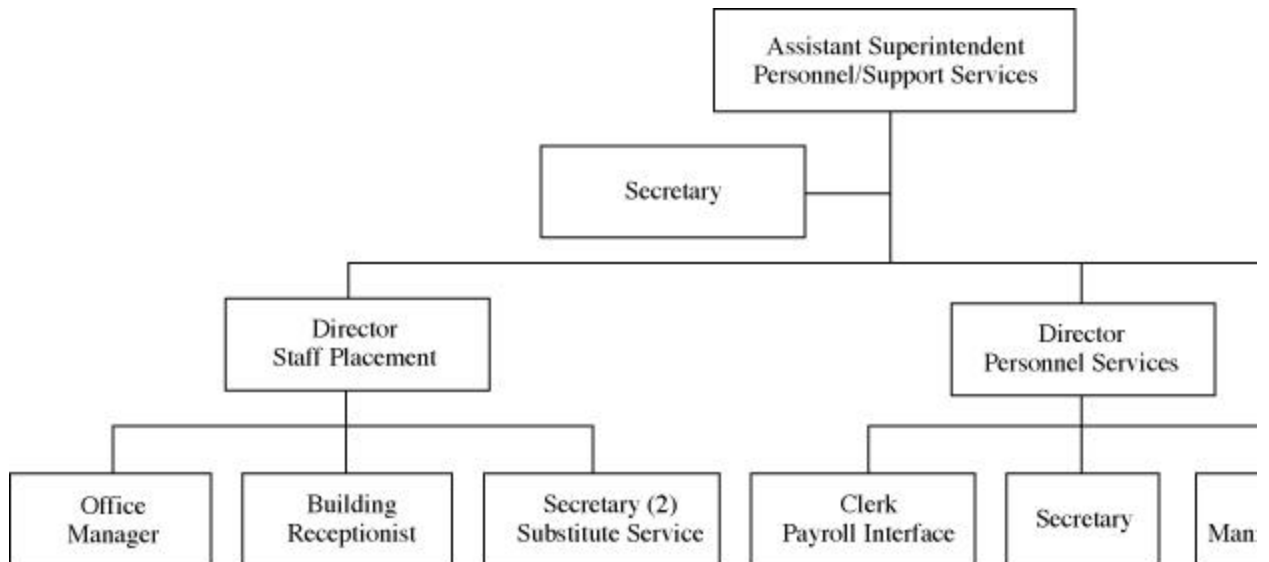 Assistant Superintendent
Personnel/Support Services
Secretary
Director
Staff Placement
Director
Personnel Services
Office
Manager
Building
Receptionist
Secretary (2)
Substitute Service
Clerk
Payroll Interface
Secretary